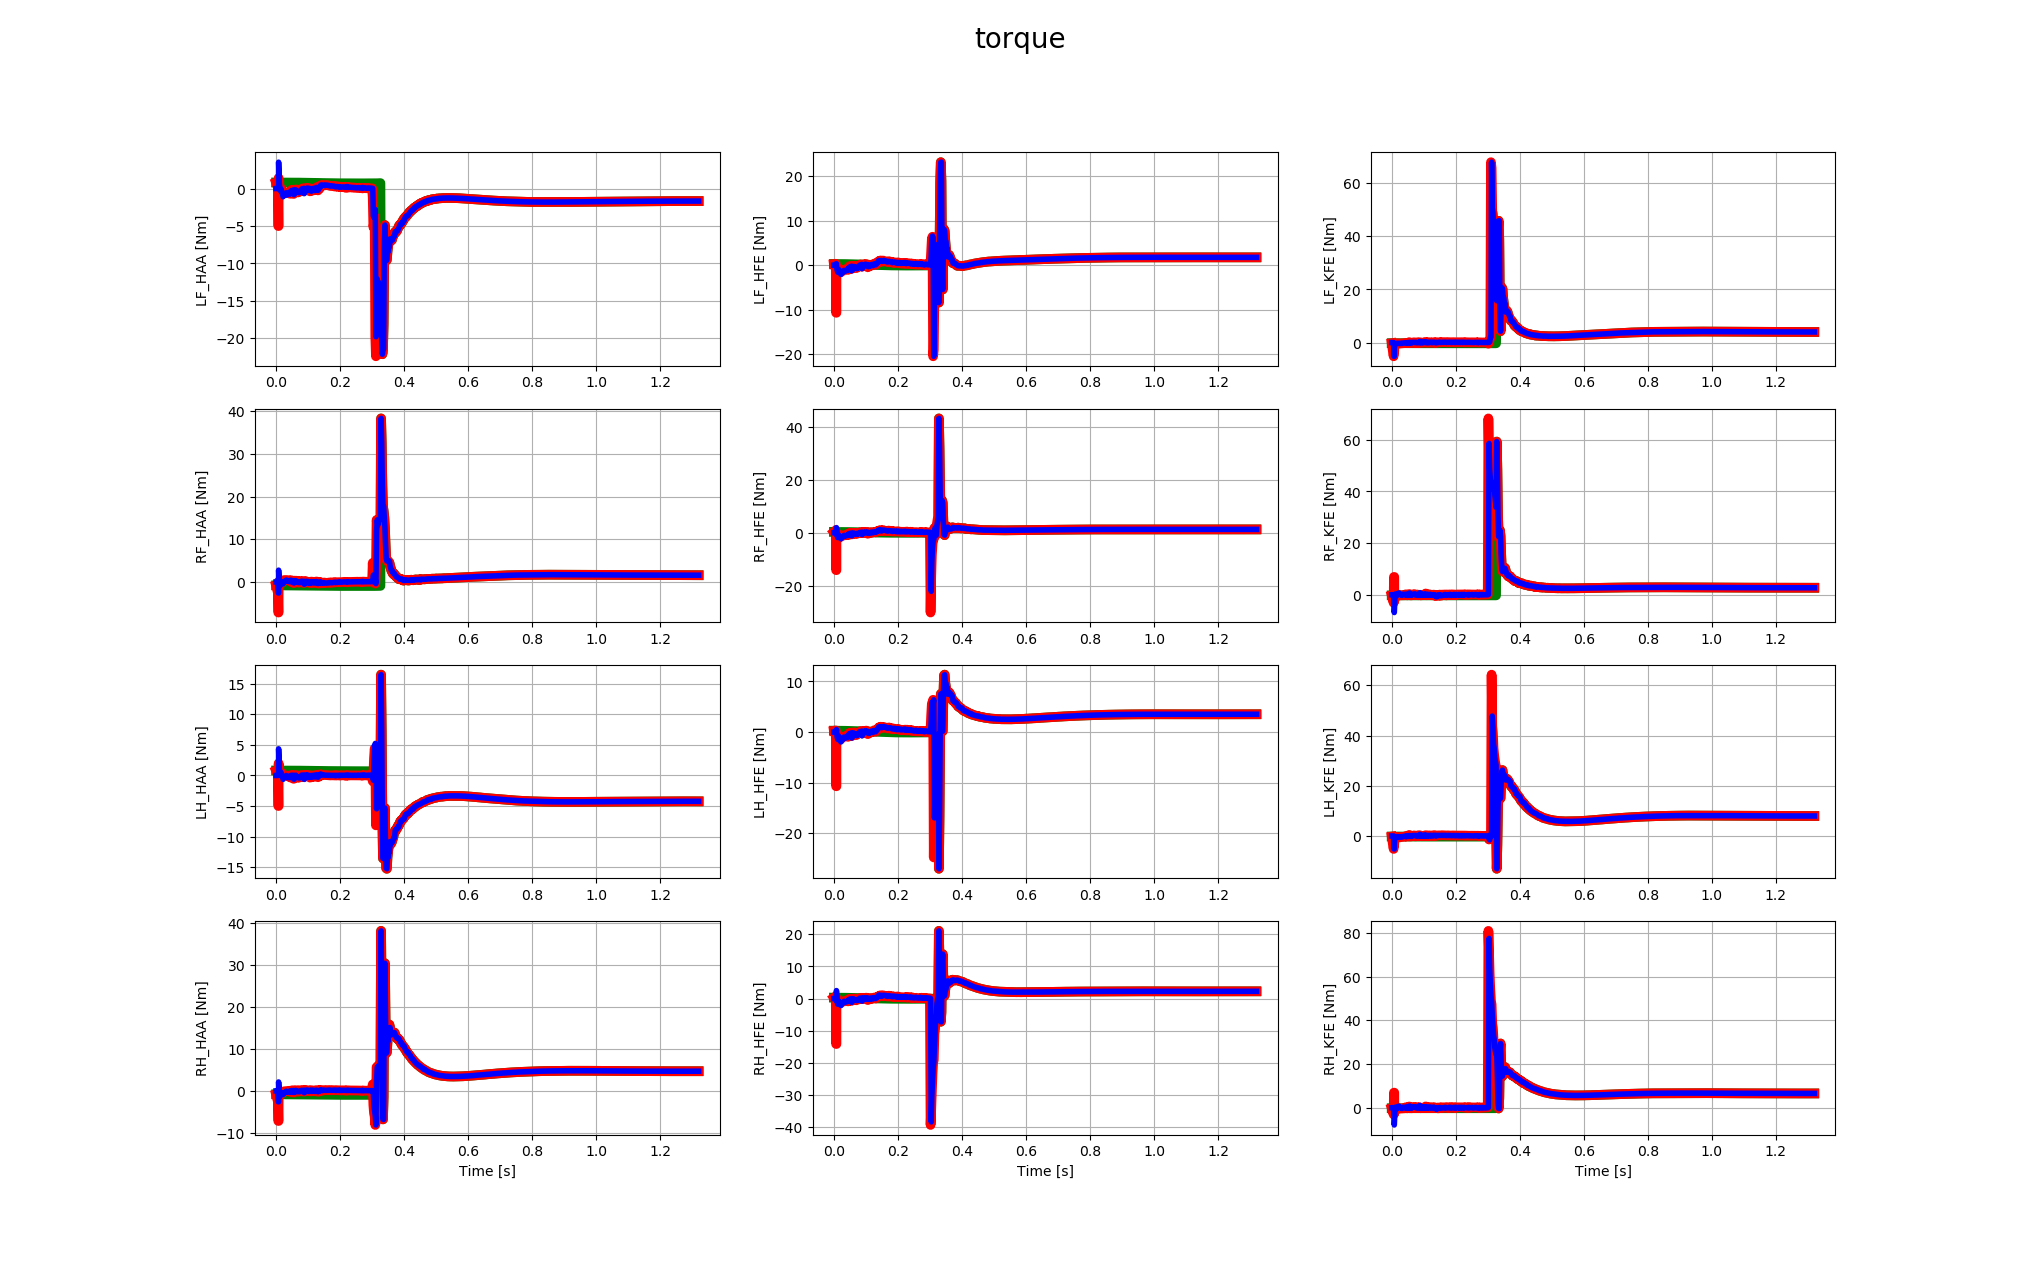 torque
LF_HAA [Nm]
0
−5
−10
−15
−20
0.0 0.2 0.4 0.6 0.8 1.0 1.2
LF_HFE [Nm]
20
10
0
−10
−20
0.0 0.2 0.4 0.6 0.8 1.0 1.2
LF_KFE [Nm]
60
40
20
0
0.0 0.2 0.4 0.6 0.8 1.0 1.2
RF_HAA [Nm]
40
30
20
10
0
0.0 0.2 0.4 0.6 0.8 1.0 1.2
RF_HFE [Nm]
40
20
0
−20
0.0 0.2 0.4 0.6 0.8 1.0 1.2
RF_KFE [Nm]
60
40
20
0
0.0 0.2 0.4 0.6 0.8 1.0 1.2
LH_HAA [Nm]
15
10
5
0
−5
−10
−15
0.0 0.2 0.4 0.6 0.8 1.0 1.2
LH_HFE [Nm]
10
0
−10
−20
0.0 0.2 0.4 0.6 0.8 1.0 1.2
LH_KFE [Nm]
60
40
20
0
0.0 0.2 0.4 0.6 0.8 1.0 1.2
RH_HAA [Nm]
40
30
20
10
0
−10
0.0 0.2 0.4 0.6 0.8 1.0 1.2
Time [s]
RH_HFE [Nm]
20
10
0
−10
−20
−30
−40
0.0 0.2 0.4 0.6 0.8 1.0 1.2
Time [s]
RH_KFE [Nm]
80
60
40
20
0
0.0 0.2 0.4 0.6 0.8 1.0 1.2
Time [s]